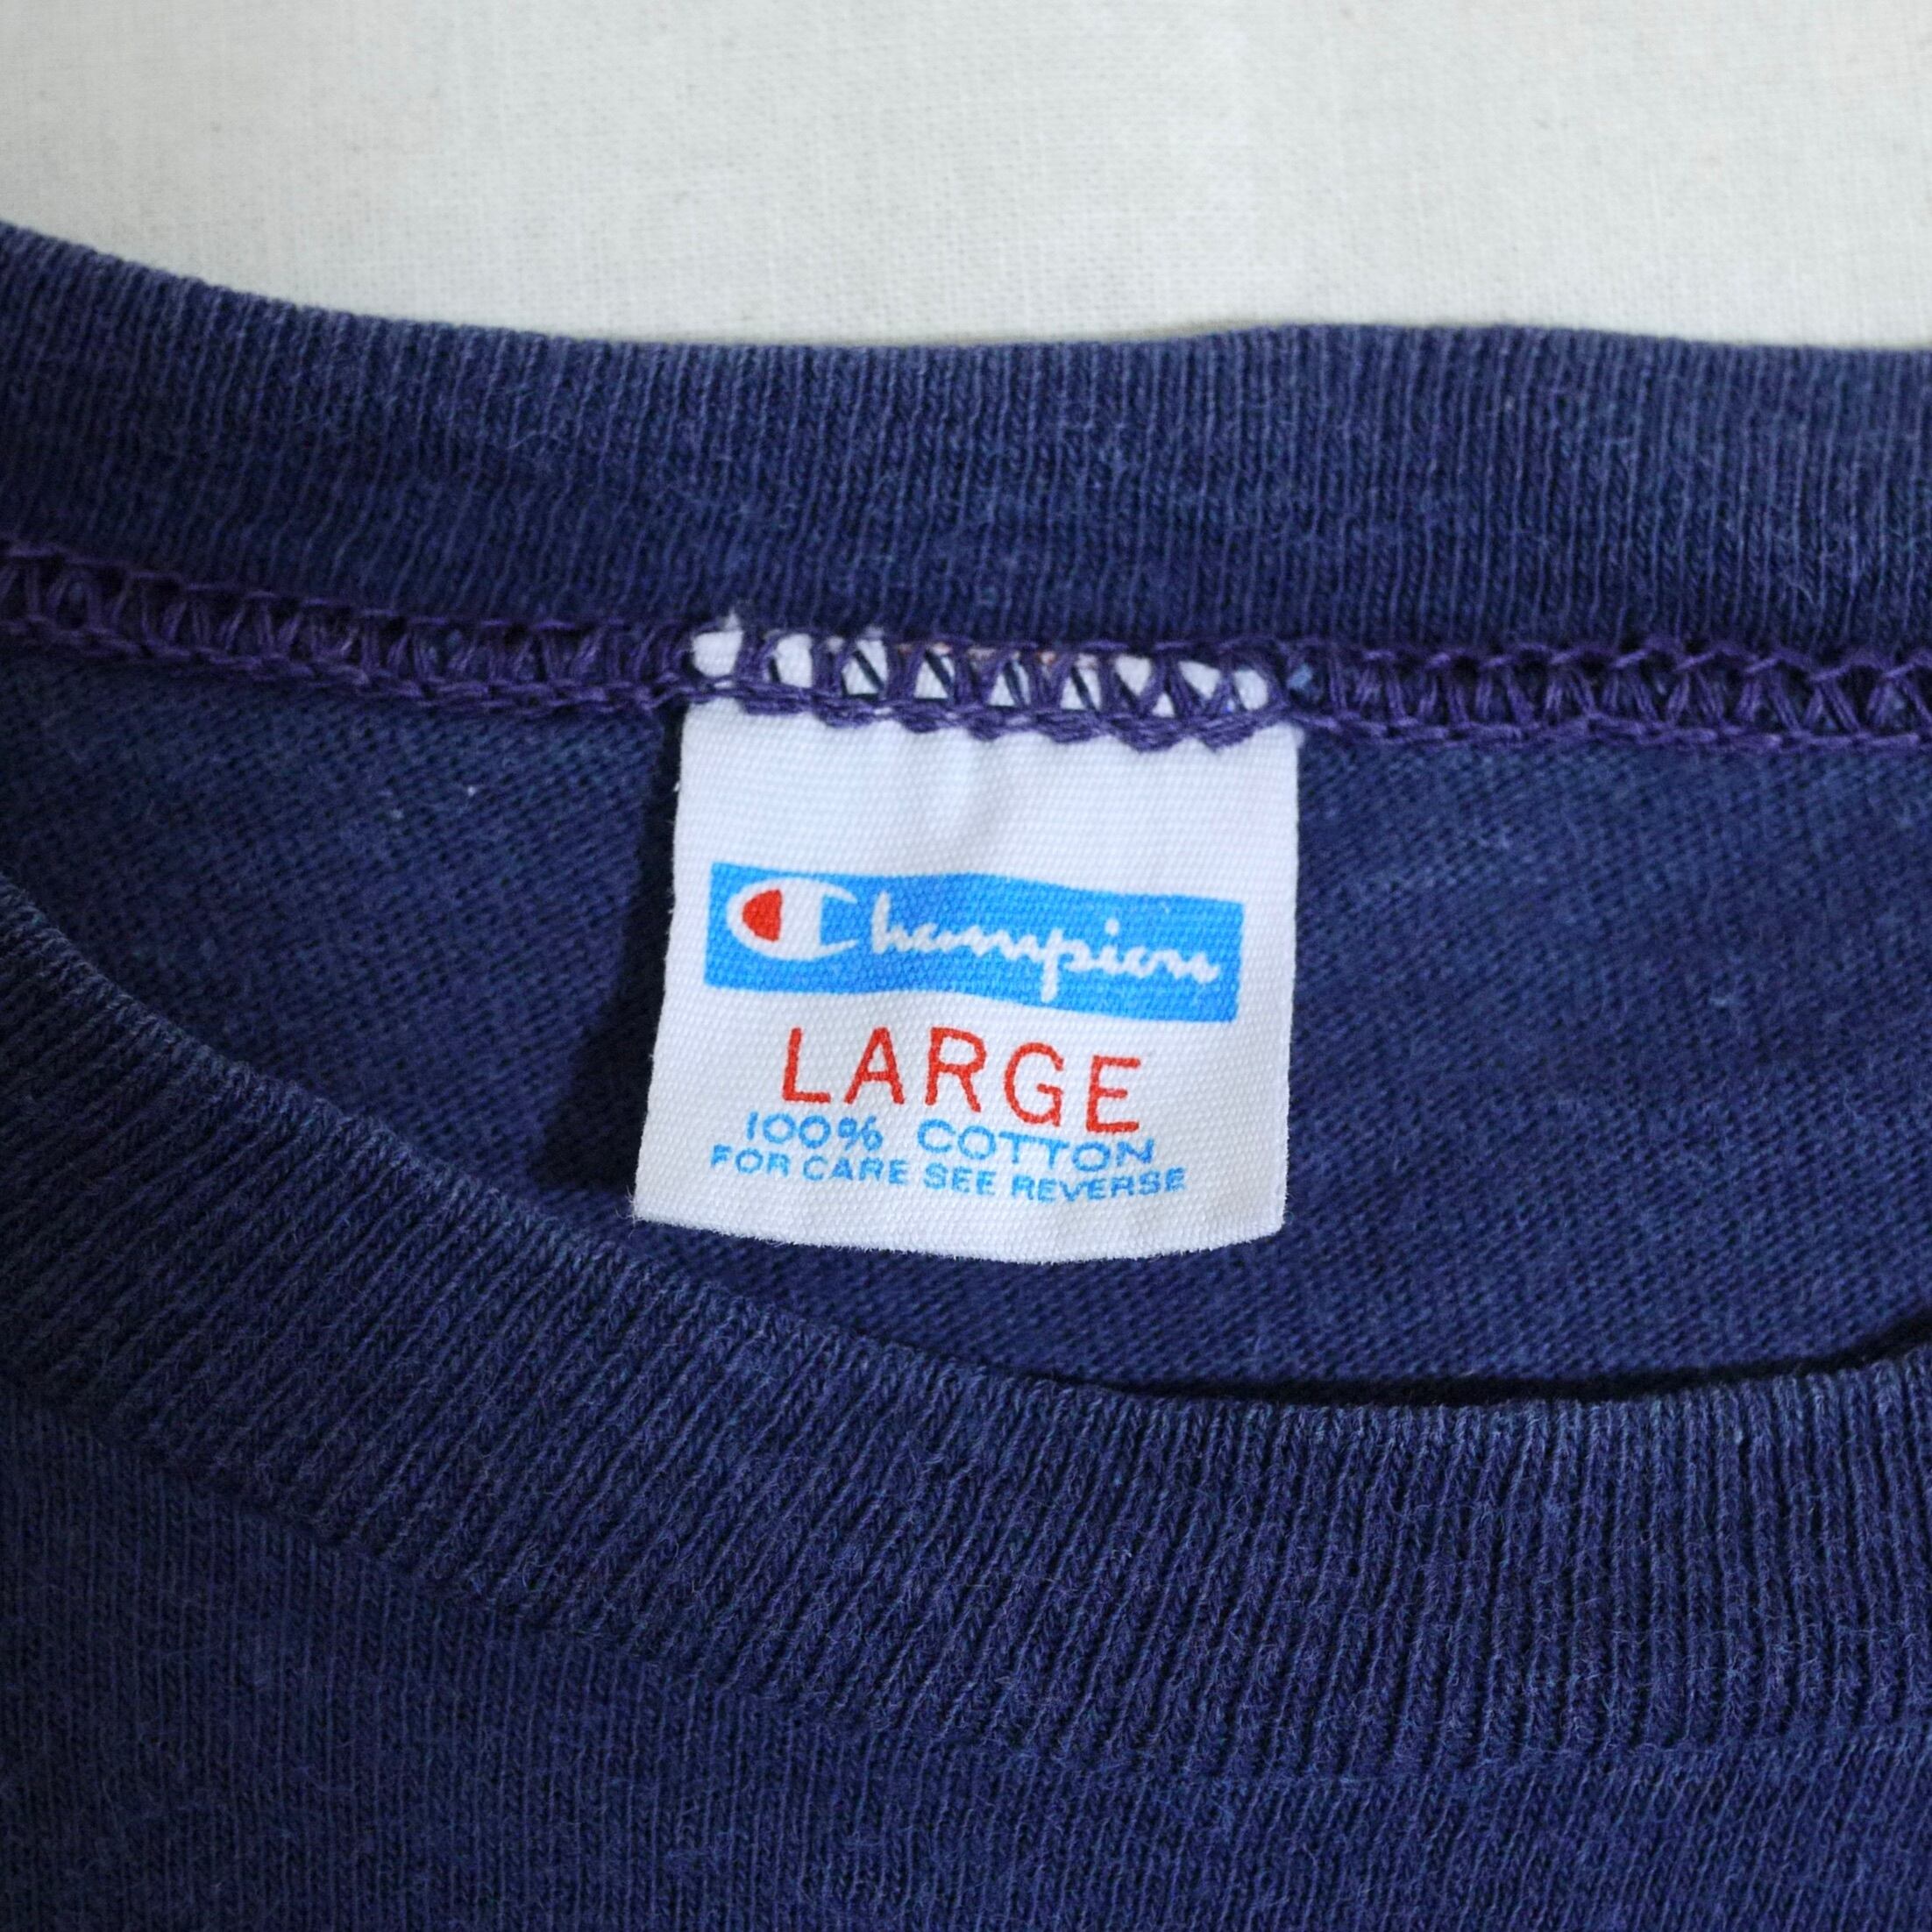 Champion
LARGE
100% COTTON
FOR CARE SEE REVERSE